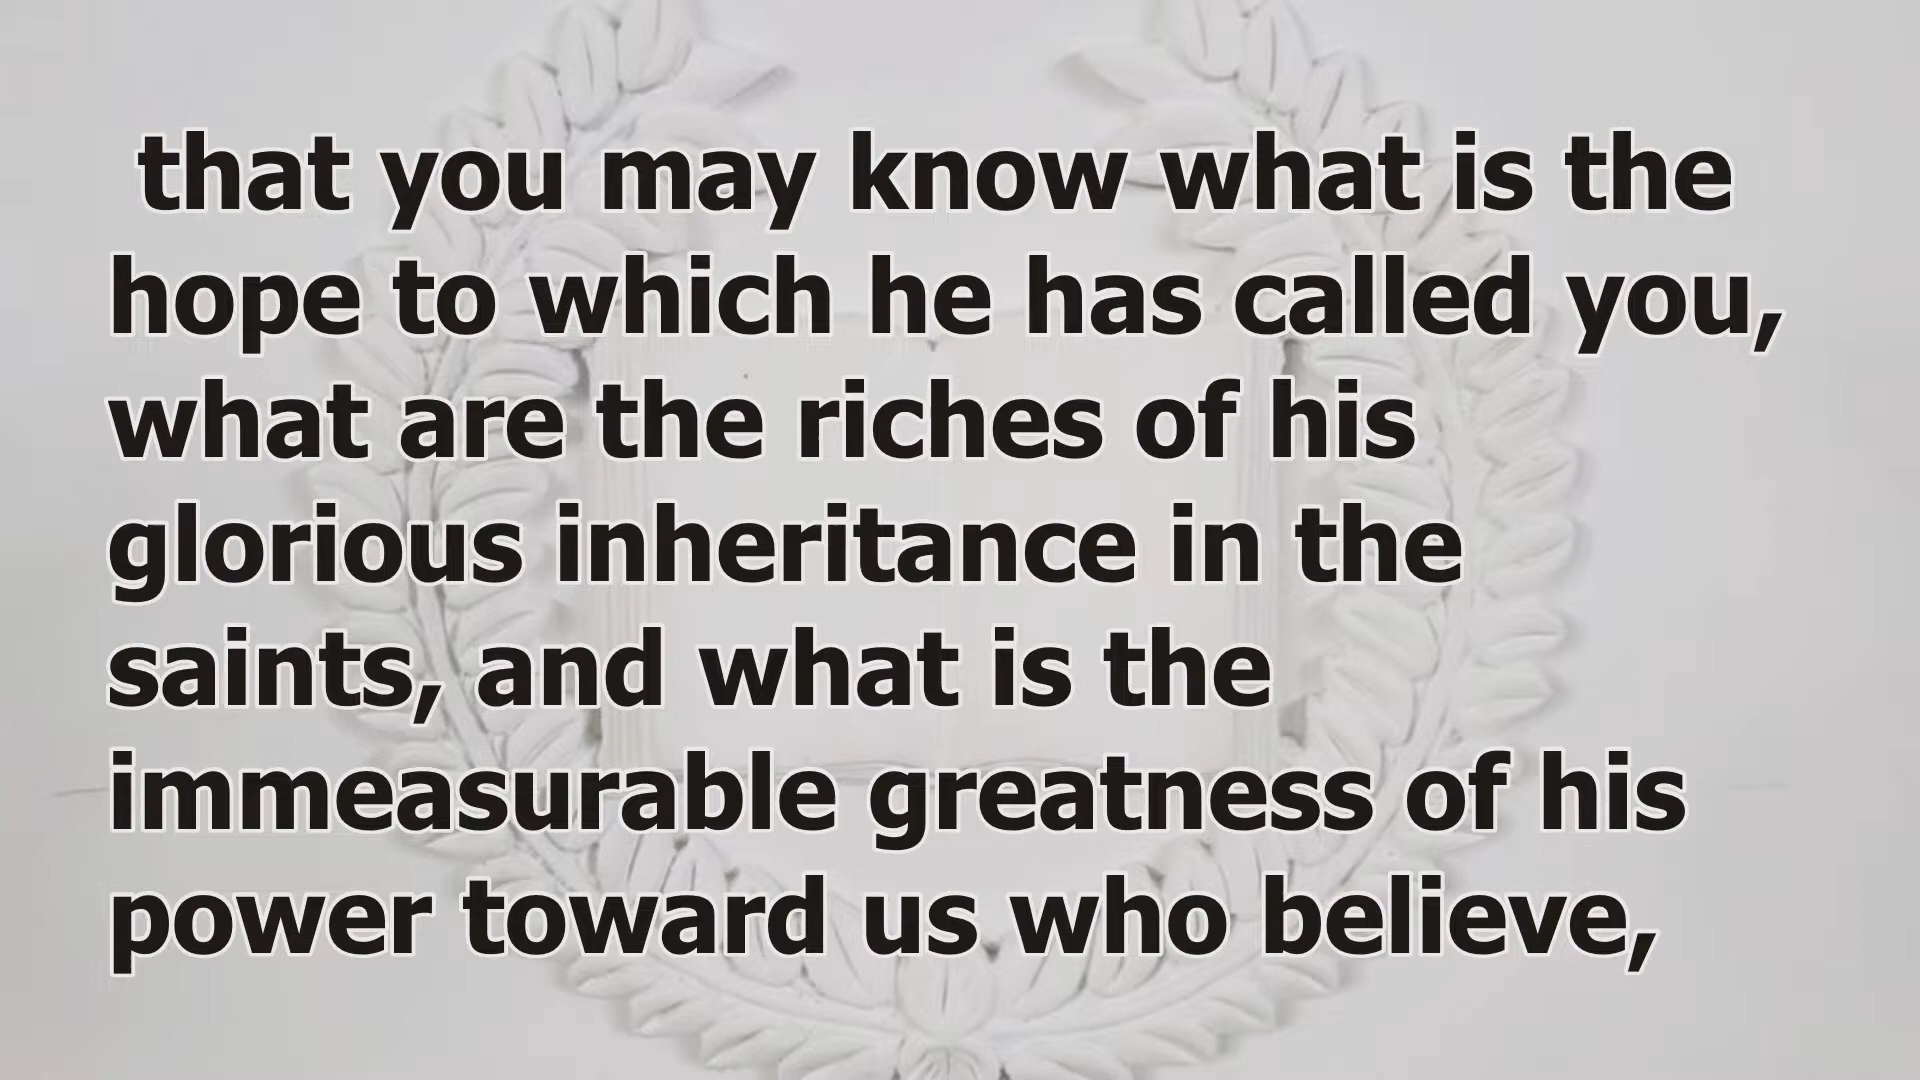 that you may know what is the
hope to which he has called you,
what are the riches of his
glorious inheritance in the
saints, and what is the
immeasurable greatness of his
power toward us who believe,